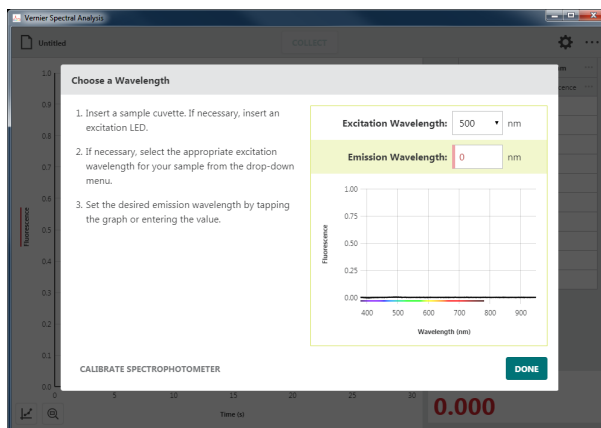 Vernier Spectral Analysis
Untitled
COLLECT
Choose a Wavelength
1. Insert a sample cuvette. If necessary, insert an
excitation LED.
2. If necessary, select the appropriate excitation
wavelength for your sample from the drop-down
menu.
3. Set the desired emission wavelength by tapping
the graph or entering the value.
Excitation Wavelength: 500 nm
Emission Wavelength: 0 nm
1.00
0.75
0.50
0.25
0.00
Fluorescence
400 500 600 700 800 900
Wavelength (nm)
CALIBRATE SPECTROPHOTOMETER
DONE
1.0
0.9
0.8
0.7
0.6
0.5
0.4
0.3
0.2
0.1
0.0
Fluorescence
0 5 10 15 20 25 30
Time (s)
0.000